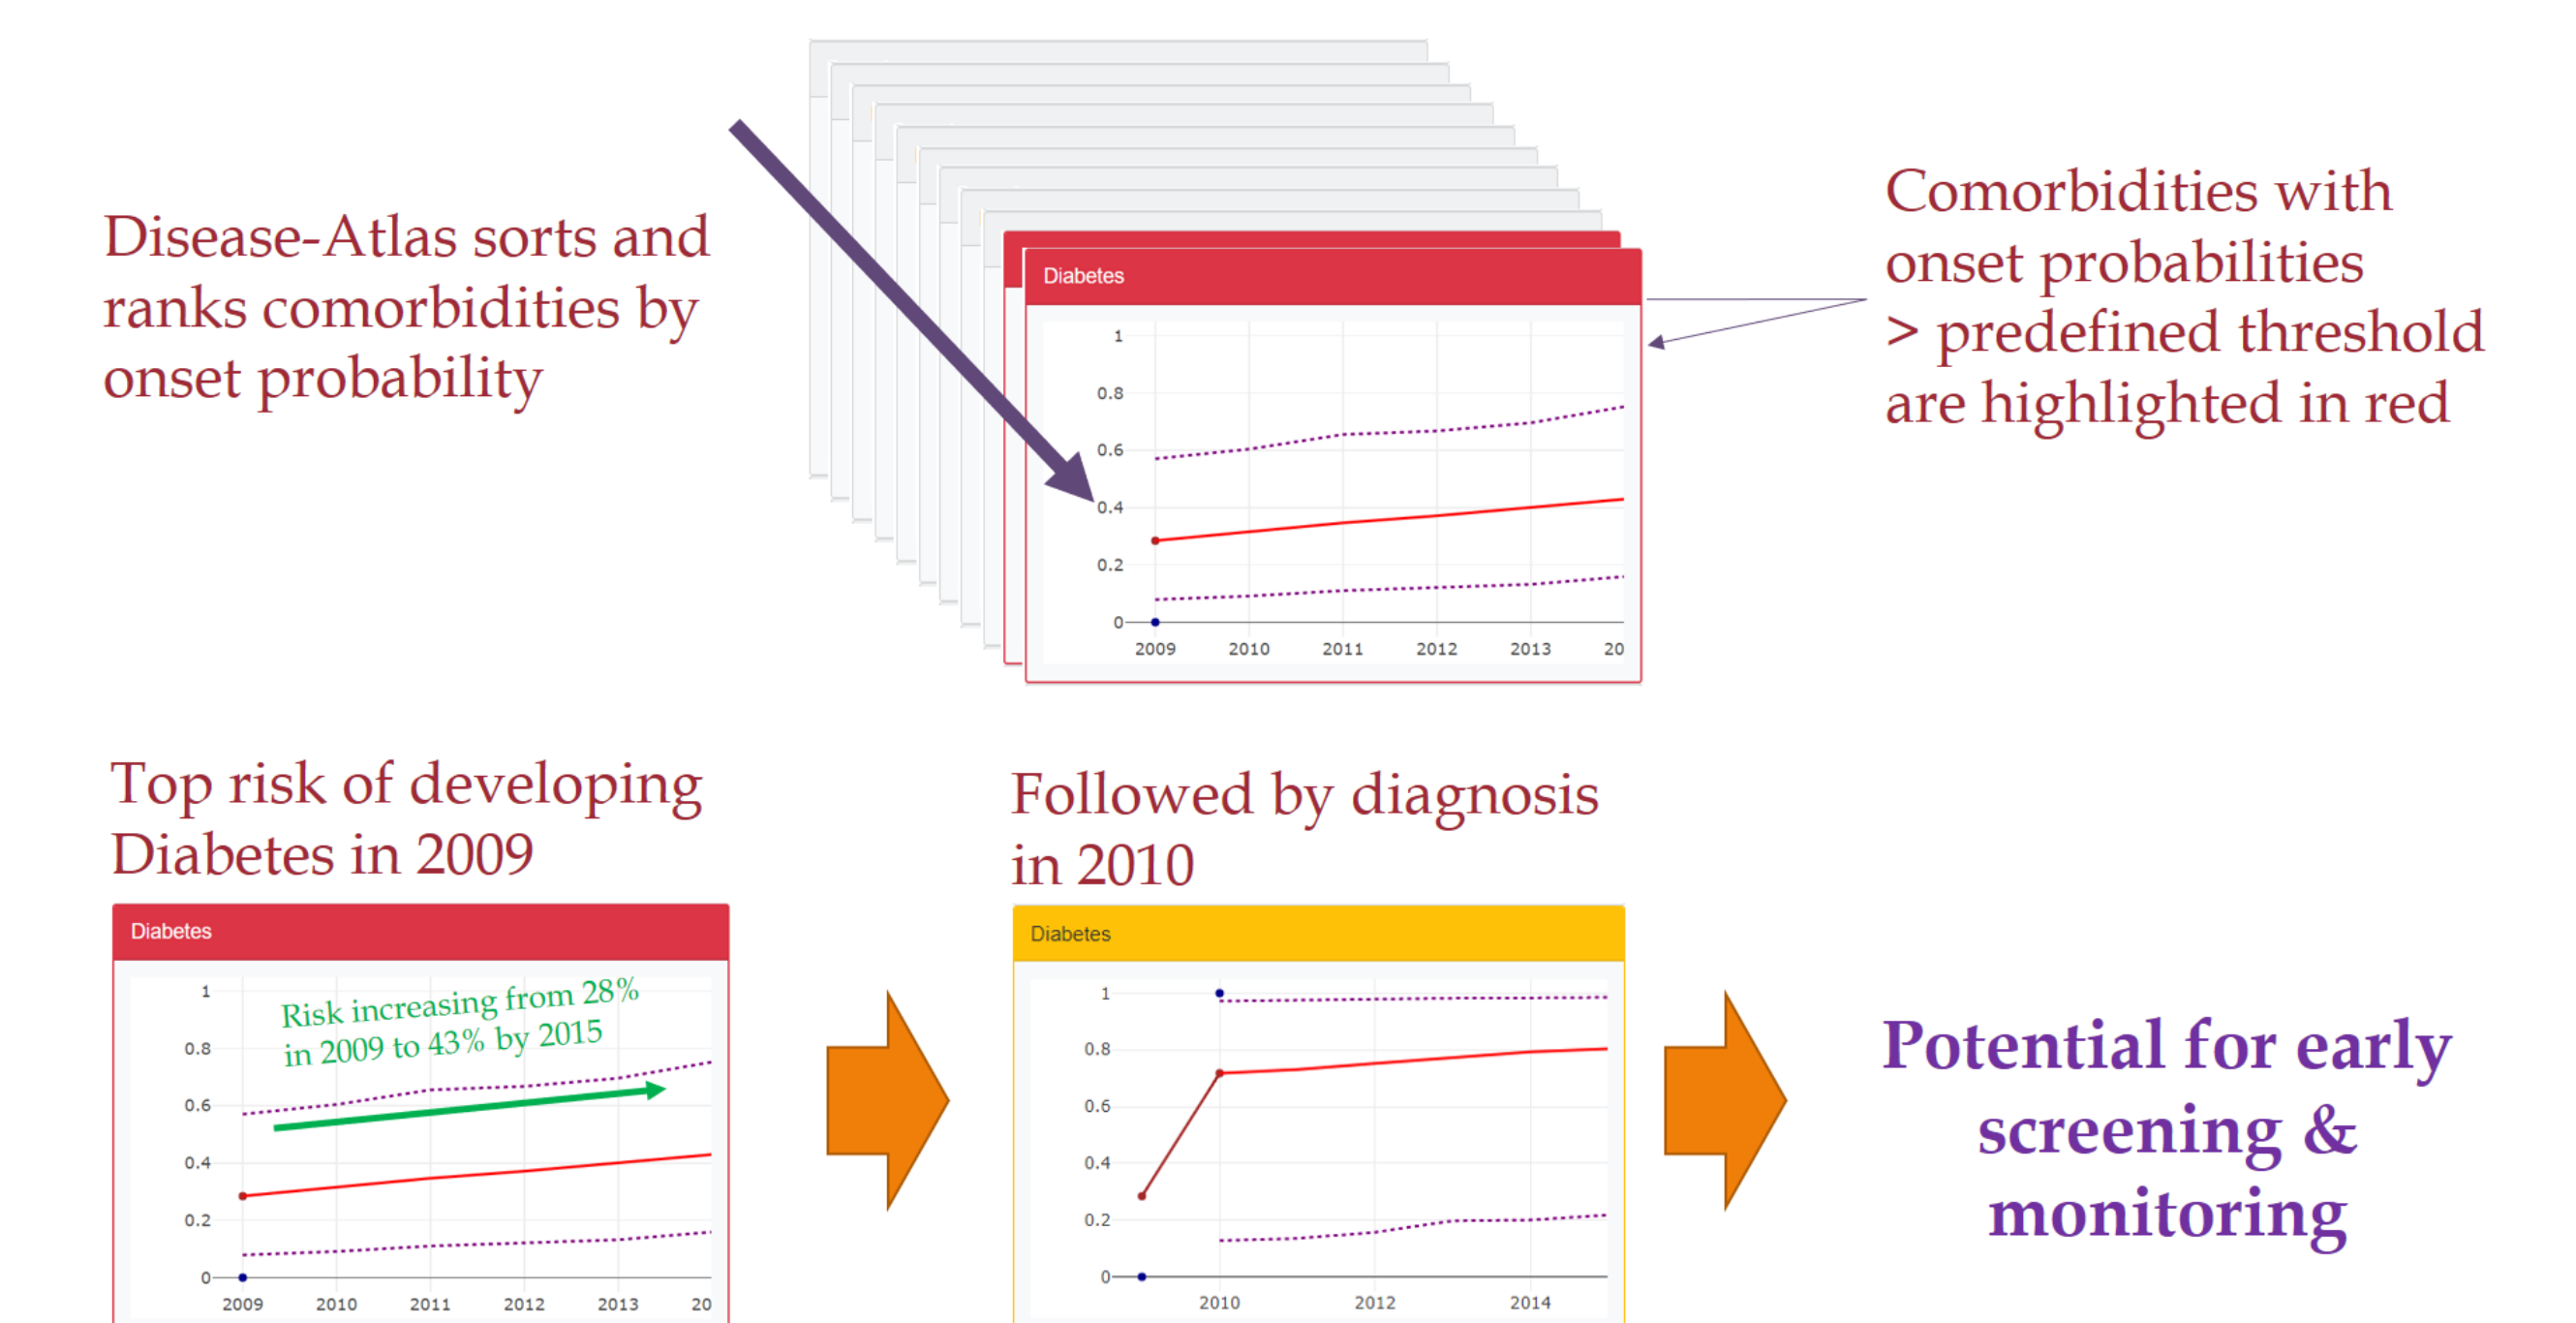 Disease-Atlas sorts and
ranks comorbidities by
onset probability
Diabetes
1
0.8
0.6
0.4
0.2
0
2009 2010 2011 2012 2013 20
Comorbidities with
onset probabilities
> predefined threshold
are highlighted in red
Top risk of developing
Diabetes in 2009
Diabetes
Risk increasing from 28%
in 2009 to 43% by 2015
1
0.8
0.6
0.4
0.2
0
2009 2010 2011 2012 2013 20
Followed by diagnosis
in 2010
Diabetes
1
0.8
0.6
0.4
0.2
0
2010 2012 2014
Potential for early
screening &
monitoring